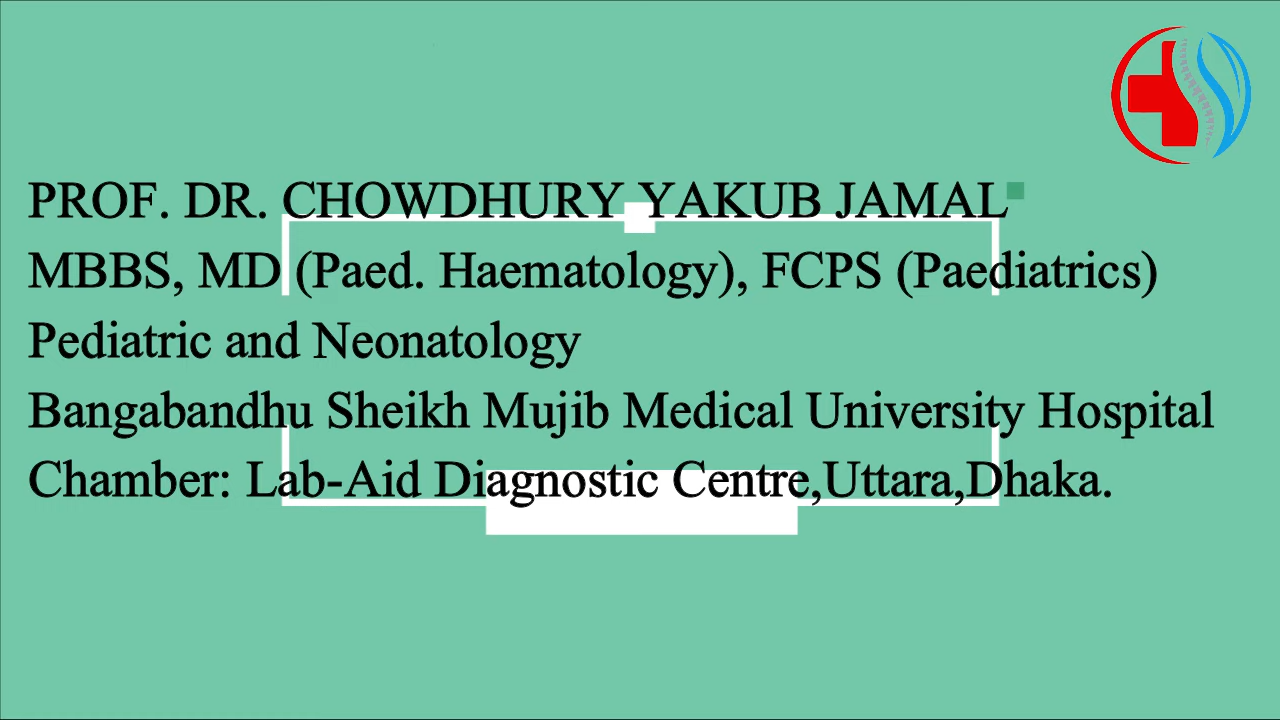 PROF. DR. CHOWDHURY YAKUB JAMAL
MBBS, MD (Paed. Haematology), FCPS (Paediatrics)
Pediatric and Neonatology
Bangabandhu Sheikh Mujib Medical University Hospital
Chamber: Lab-Aid Diagnostic Centre,Uttara,Dhaka.